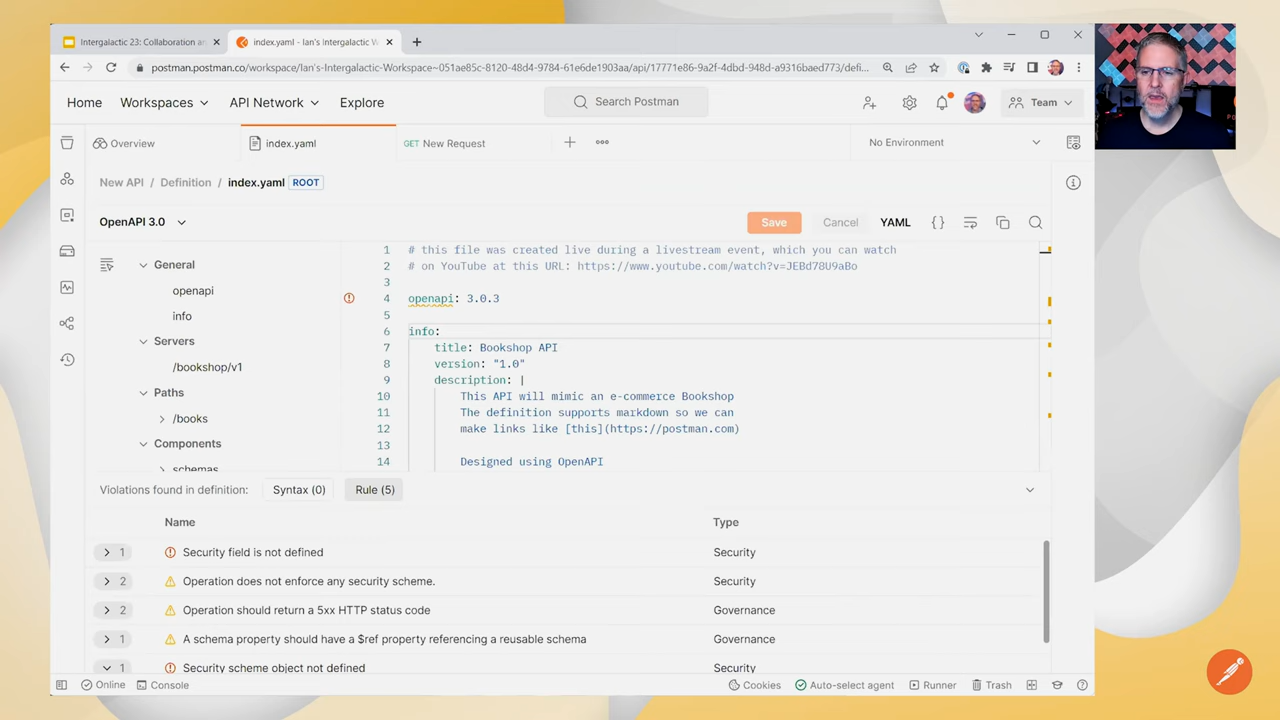 Intergalactic 23: Collaboration an
index.yaml - Ian's Intergalactic W
postman.postman.co/workspace/Ian's-Intergalactic-Workspace~051ae85c-8120-48d4-9784-61e6de1903aa/api/17771e86-9a2f-4dbd-948d-a9316baed773/defi...
Home Workspaces API Network Explore Search Postman Team
Overview index.yaml GET New Request No Environment
New API / Definition / index.yaml ROOT
OpenAPI 3.0 Save Cancel YAML {}
General
openapi
info
Servers
/bookshop/v1
Paths
/books
Components
schemas
1 # this file was created live during a livestream event, which you can watch
2 # on YouTube at this URL: https://www.youtube.com/watch?v=JEBd78U9aBo
3
4 openapi: 3.0.3
5
6 info:
7 title: Bookshop API
8 version: "1.0"
9 description: |
10 This API will mimic an e-commerce Bookshop
11 The definition supports markdown so we can
12 make links like [this](https://postman.com)
13
14 Designed using OpenAPI
Violations found in definition: Syntax (0) Rule (5)
Name Type
1 Security field is not defined Security
2 Operation does not enforce any security scheme. Security
2 Operation should return a 5xx HTTP status code Governance
1 A schema property should have a $ref property referencing a reusable schema Governance
1 Security scheme object not defined Security
Online Console Cookies Auto-select agent Runner Trash